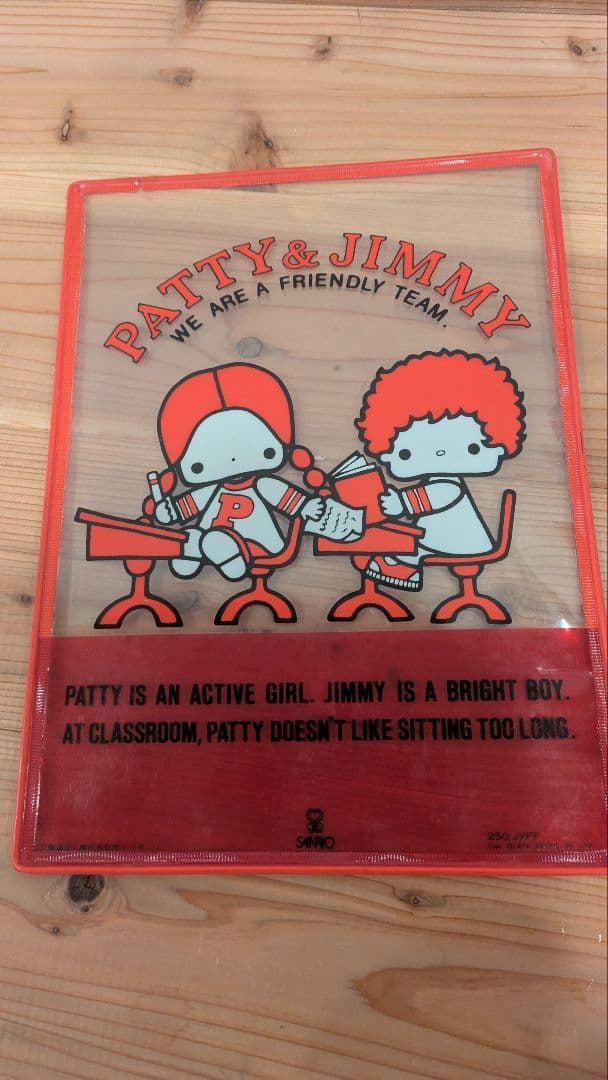 PATTY & JIMMY
WE ARE A FRIENDLY TEAM.
P
PATTY IS AN ACTIVE GIRL. JIMMY IS A BRIGHT BOY.
AT CLASSROOM, PATTY DOESN'T LIKE SITTING TOO LONG.
SANRIO
250